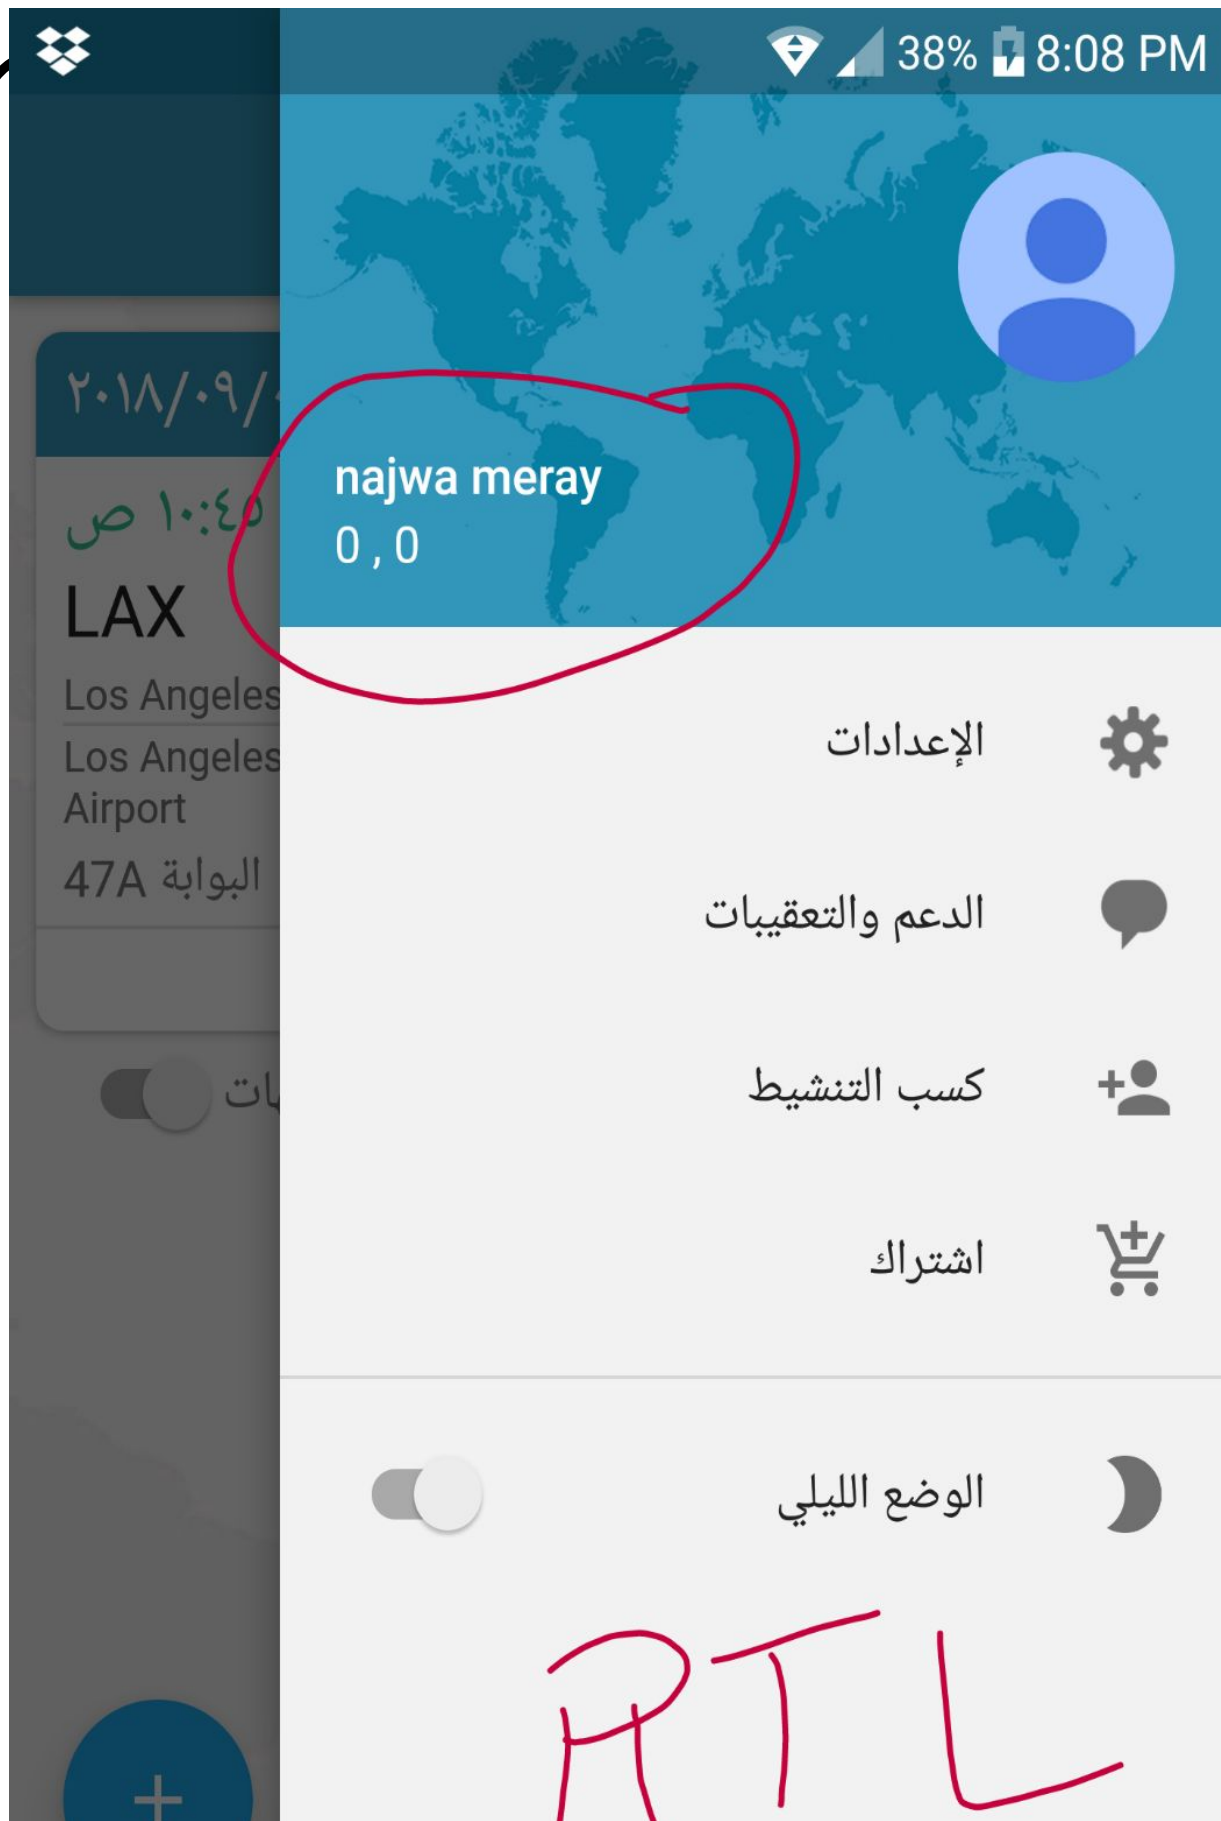 38% 8:08 PM
najwa meray
0 , 0
الإعدادات
الدعم والتعقيبات
كسب التنشيط
اشتراك
الوضع الليلي
RTL
٢٠١٨/٠٩/٠
١٠:٤٥ ص
LAX
Los Angeles
Los Angeles
Airport
البوابة 47A
+